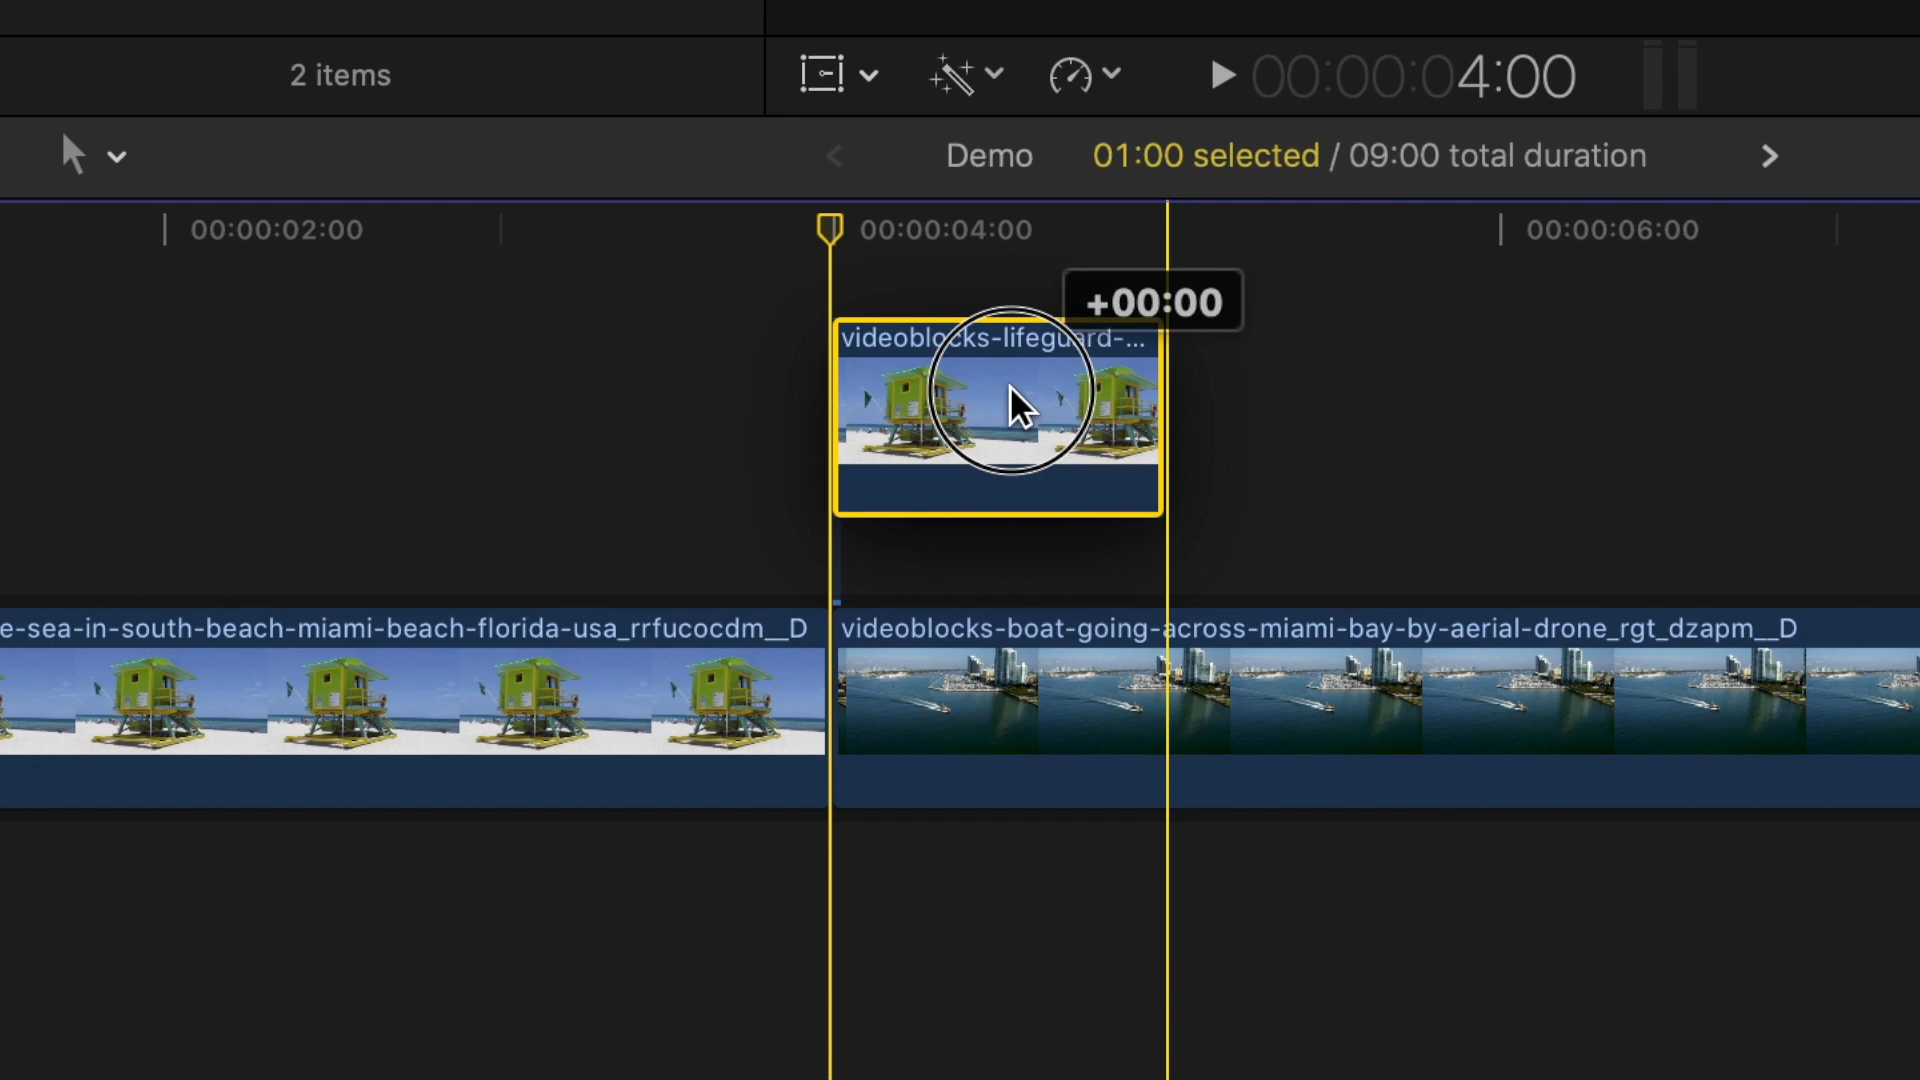 2 items
00:00:04:00
Demo 01:00 selected / 09:00 total duration
00:00:02:00 00:00:04:00 00:00:06:00
+00:00
videoblocks-lifeguard-...
e-sea-in-south-beach-miami-beach-florida-usa_rrfucocdm__D
videoblocks-boat-going-across-miami-bay-by-aerial-drone_rgt_dzapm__D